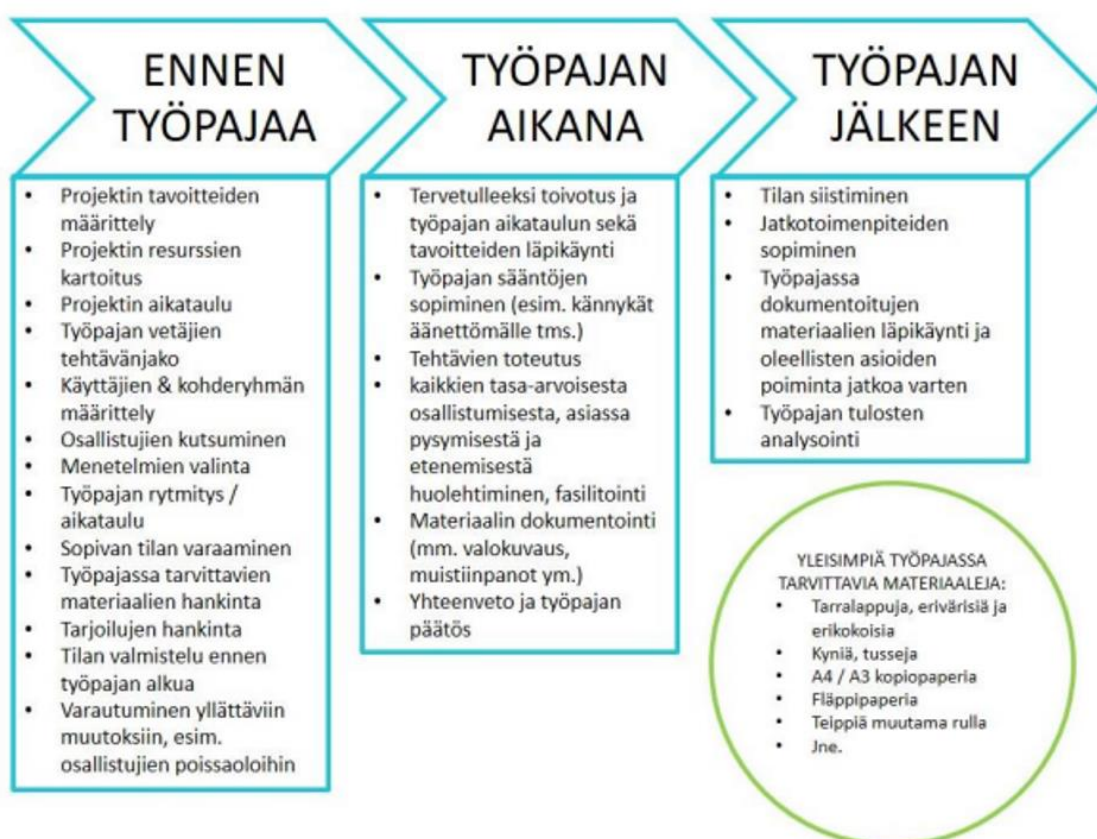 ENNEN
TYÖPAJAA
• Projektin tavoitteiden
määrittely
• Projektin resurssien
kartoitus
• Projektin aikataulu
• Työpajan vetäjien
tehtävänjako
• Käyttäjien & kohderyhmän
määrittely
• Osallistujien kutsuminen
• Menetelmien valinta
• Työpajan rytmitys /
aikataulu
• Sopivan tilan varaaminen
• Työpajassa tarvittavien
materiaalien hankinta
• Tarjoilujen hankinta
• Tilan valmistelu ennen
työpajan alkua
• Varautuminen yllättäviin
muutoksiin, esim.
osallistujien poissaoloihin
TYÖPAJAN
AIKANA
• Tervetulleeksi toivotus ja
työpajan aikataulun sekä
tavoitteiden läpikäynti
• Työpajan sääntöjen
sopiminen (esim. kännykät
äänettömälle tms.)
• Tehtävien toteutus
• kaikkien tasa-arvoisesta
osallistumisesta, asiassa
pysymisestä ja
etenemisestä
huolehtiminen, fasilitointi
• Materiaalin dokumentointi
(mm. valokuvaus,
muistiinpanot ym.)
• Yhteenveto ja työpajan
päätös
TYÖPAJAN
JÄLKEEN
• Tilan siistiminen
• Jatkotoimenpiteiden
sopiminen
• Työpajassa
dokumentoitujen
materiaalien läpikäynti ja
oleellisten asioiden
poiminta jatkoa varten
• Työpajan tulosten
analysointi
YLEISIMPIÄ TYÖPAJASSA
TARVITTAVIA MATERIAALEJA:
• Tarralappuja, erivärisiä ja
erikokoisia
• Kyniä, tusseja
• A4 / A3 kopiopaperia
• Fläppipaperia
• Teippiä muutama rulla
• Jne.